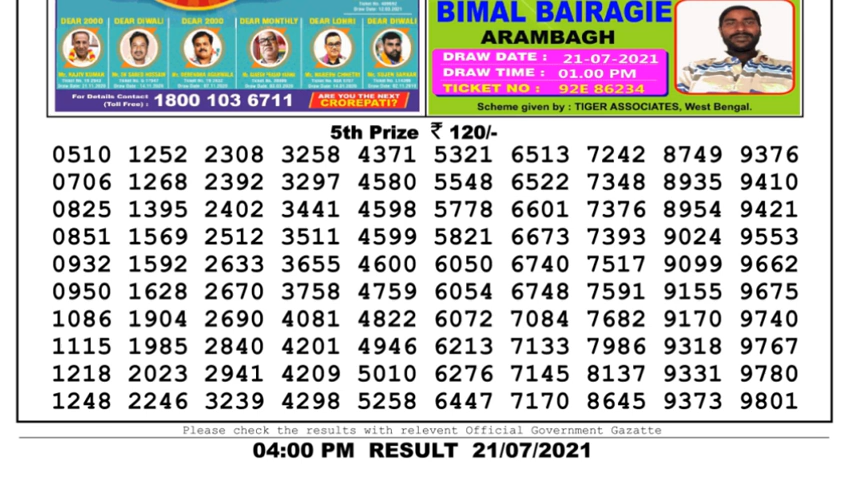 DEAR 2000 DEAR DIWALI DEAR 2000 DEAR MONTHLY DEAR LOHRI DEAR DIWALI
For Details Contact
(Toll Free) : 1800 103 6711
ARE YOU THE NEXT
CROREPATI?
BIMAL BAIRAGIE
ARAMBAGH
DRAW DATE : 21-07-2021
DRAW TIME : 01.00 PM
TICKET NO : 92E 86234
Scheme given by : TIGER ASSOCIATES, West Bengal.
5th Prize ₹ 120/-
0510 1252 2308 3258 4371 5321 6513 7242 8749 9376
0706 1268 2392 3297 4580 5548 6522 7348 8935 9410
0825 1395 2402 3441 4598 5778 6601 7376 8954 9421
0851 1569 2512 3511 4599 5821 6673 7393 9024 9553
0932 1592 2633 3655 4600 6050 6740 7517 9099 9662
0950 1628 2670 3758 4759 6054 6748 7591 9155 9675
1086 1904 2690 4081 4822 6072 7084 7682 9170 9740
1115 1985 2840 4201 4946 6213 7133 7986 9318 9767
1218 2023 2941 4209 5010 6276 7145 8137 9331 9780
1248 2246 3239 4298 5258 6447 7170 8645 9373 9801
Please check the results with relevent Official Government Gazatte
04:00 PM RESULT 21/07/2021